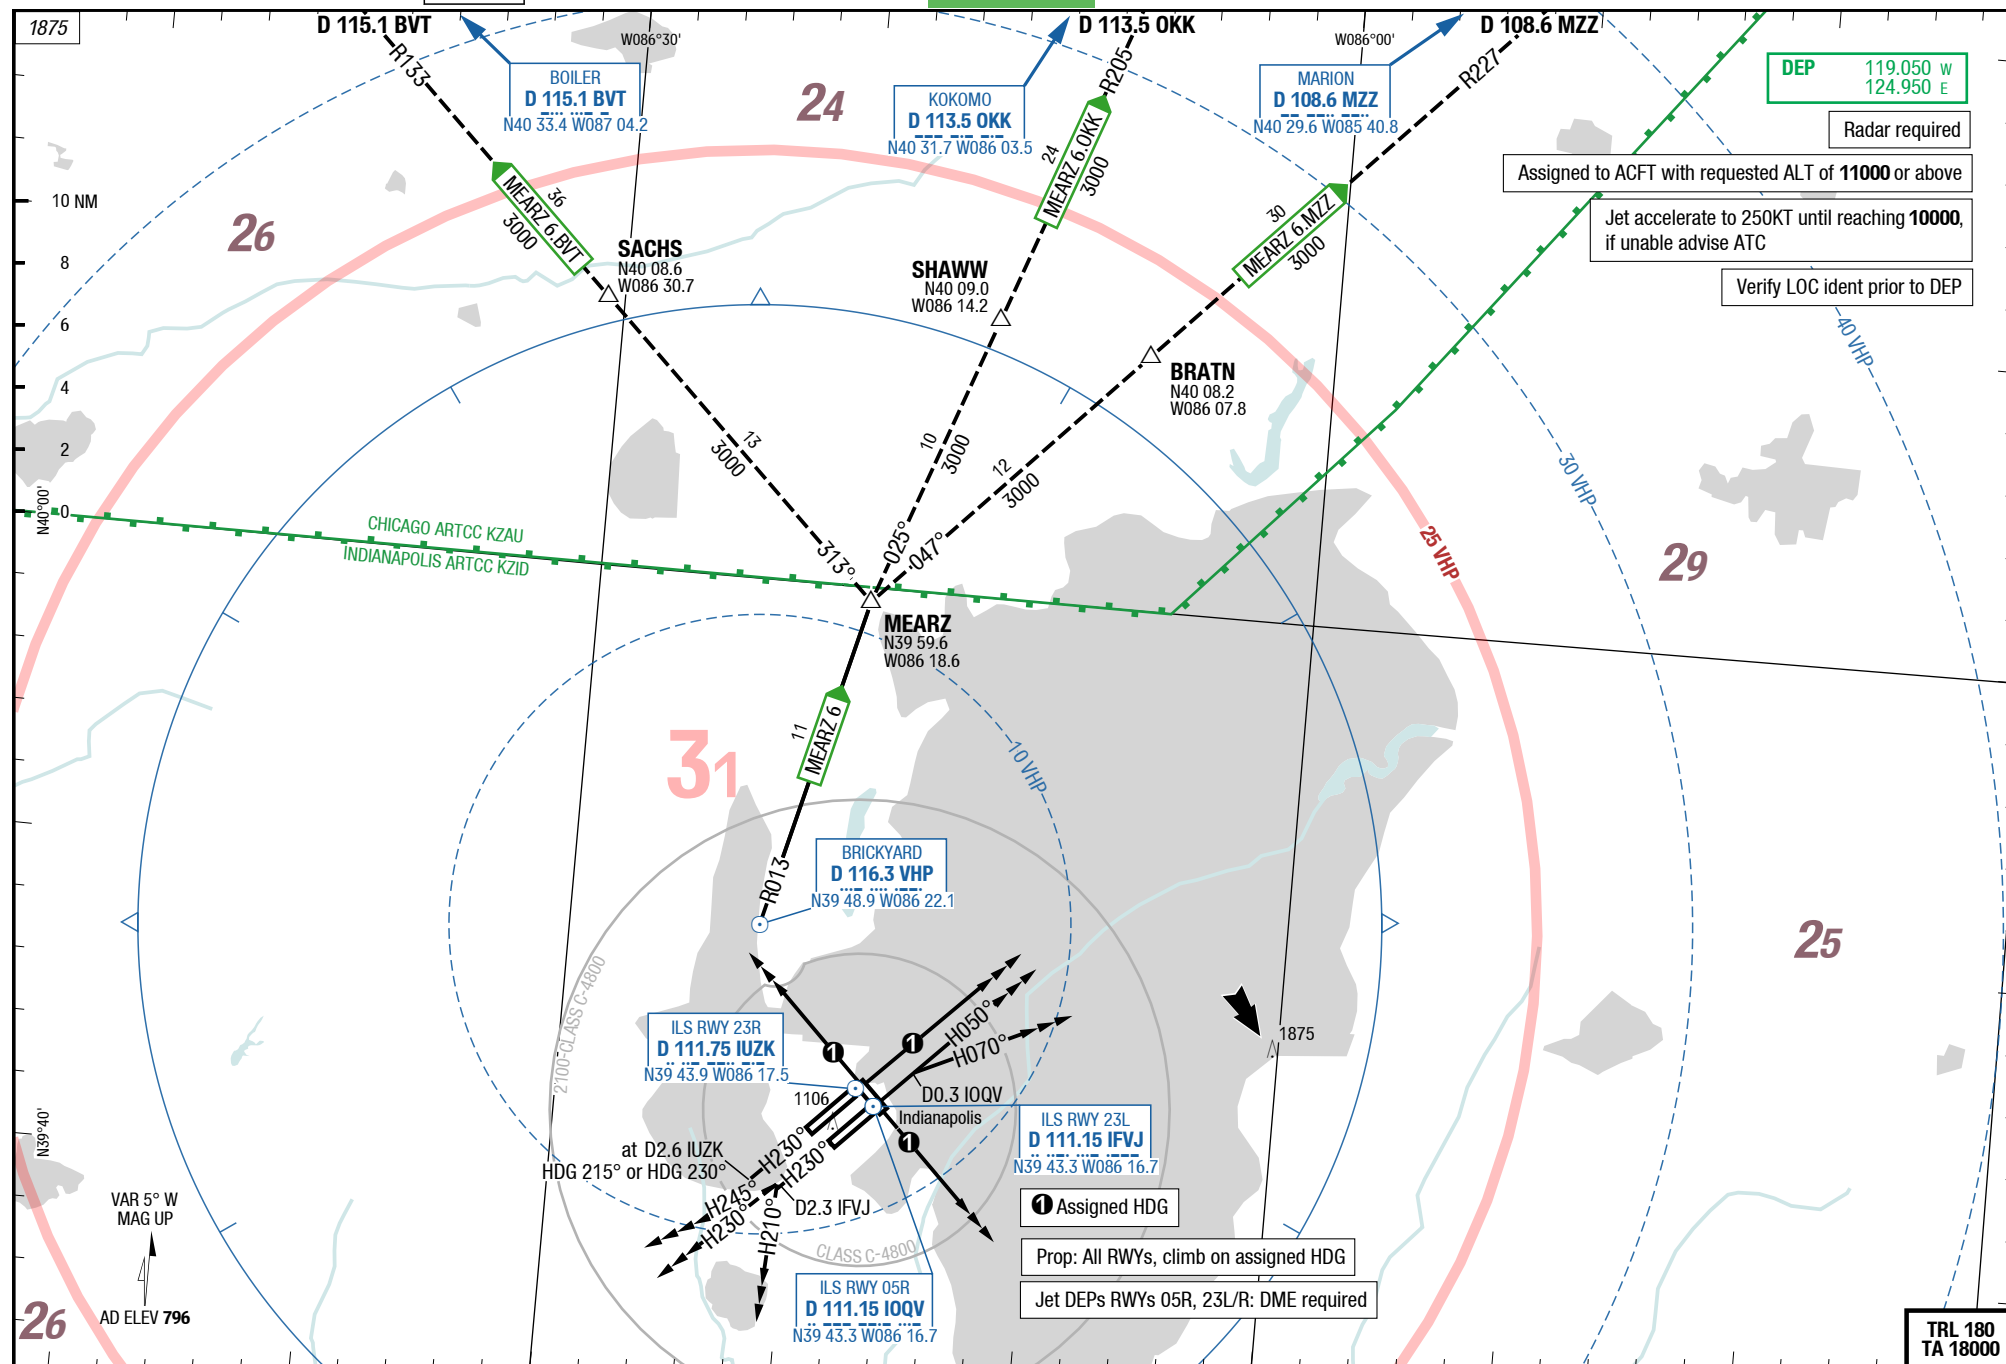 1875
D 115.1 BVT
D 113.5 OKK
D 108.6 MZZ
W086°30'
W086°00'
R133
R205
R227
BOILER
D 115.1 BVT
N40 33.4 W087 04.2
KOKOMO
D 113.5 OKK
N40 31.7 W086 03.5
MARION
D 108.6 MZZ
N40 29.6 W085 40.8
DEP 119.050 W
124.950 E
Radar required
Assigned to ACFT with requested ALT of 11000 or above
Jet accelerate to 250KT until reaching 10000,
if unable advise ATC
Verify LOC ident prior to DEP
24
26
10 NM
8
6
4
2
0
N40°00'
36
MEARZ 6.BVT
3000
24
MEARZ 6.OKK
3000
30
MEARZ 6.MZZ
3000
SACHS
N40 08.6
W086 30.7
SHAWW
N40 09.0
W086 14.2
BRATN
N40 08.2
W086 07.8
40 VHP
30 VHP
25 VHP
13
3000
10
3000
12
3000
313°
025°
047°
CHICAGO ARTCC KZAU
INDIANAPOLIS ARTCC KZID
MEARZ
N39 59.6
W086 18.6
29
31
11
MEARZ 6
10 VHP
R013
BRICKYARD
D 116.3 VHP
N39 48.9 W086 22.1
25
2100-CLASS C-4800
ILS RWY 23R
D 111.75 IUZK
N39 43.9 W086 17.5
1
1
H050°
H070°
1875
D0.3 IOQV
1106
Indianapolis
ILS RWY 23L
D 111.15 IFVJ
N39 43.3 W086 16.7
1
N39°40'
at D2.6 IUZK
HDG 215° or HDG 230°
H230°
H230°
H245°
H230°
H210°
D2.3 IFVJ
1 Assigned HDG
VAR 5° W
MAG UP
AD ELEV 796
26
CLASS C-4800
Prop: All RWYs, climb on assigned HDG
Jet DEPs RWYs 05R, 23L/R: DME required
ILS RWY 05R
D 111.15 IOQV
N39 43.3 W086 16.7
TRL 180
TA 18000